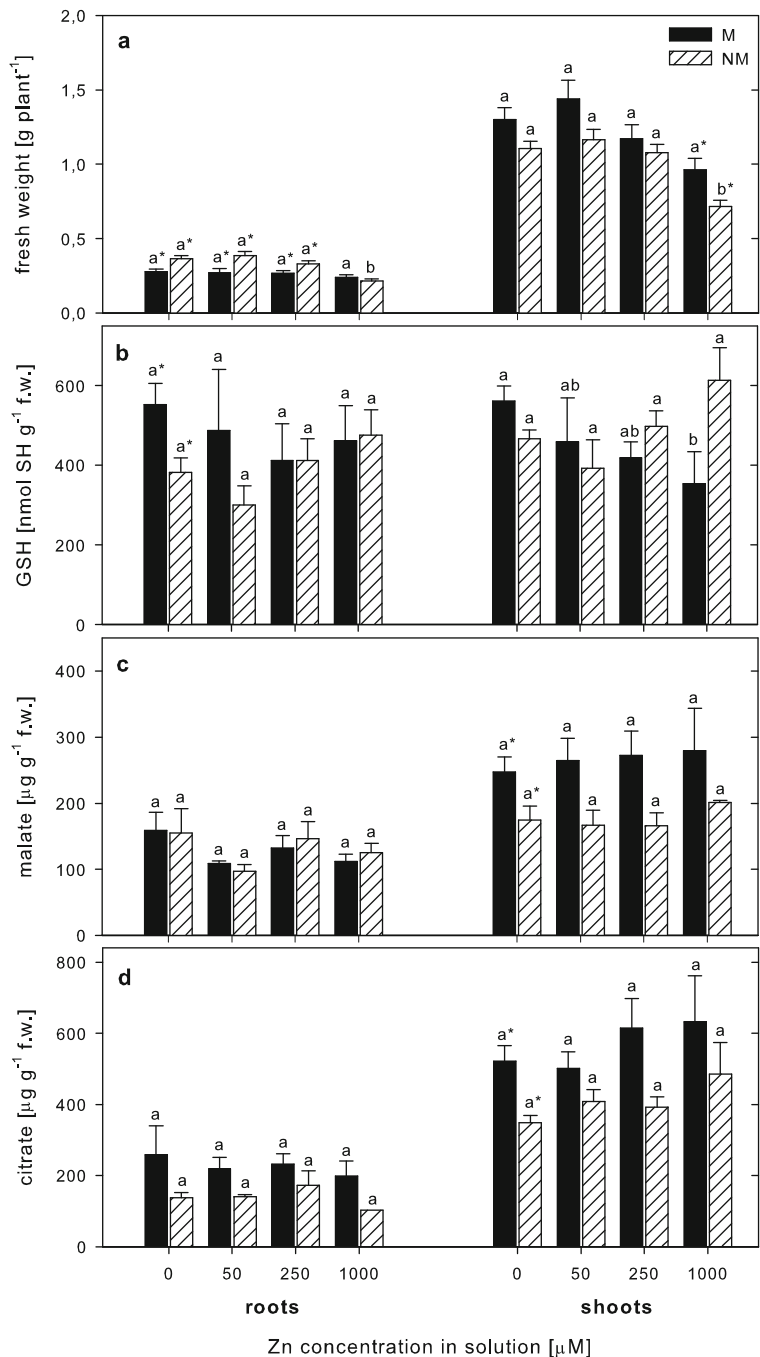 2,0
a
M
NM
1,5
1,0
0,5
0,0
fresh weight [g plant⁻¹]
a* a* a* a* a* a* a b
a a a a a a a* b*
b
600
400
200
0
GSH [nmol SH g⁻¹ f.w.]
a* a* a a a a a a
a a ab a ab a b a
c
400
300
200
100
0
malate [μg g⁻¹ f.w.]
a a a a a a a a
a* a* a a a a a a
d
800
600
400
200
0
citrate [μg g⁻¹ f.w.]
a a a a a a a a
a* a* a a a a a a
0 50 250 1000 0 50 250 1000
roots shoots
Zn concentration in solution [μM]